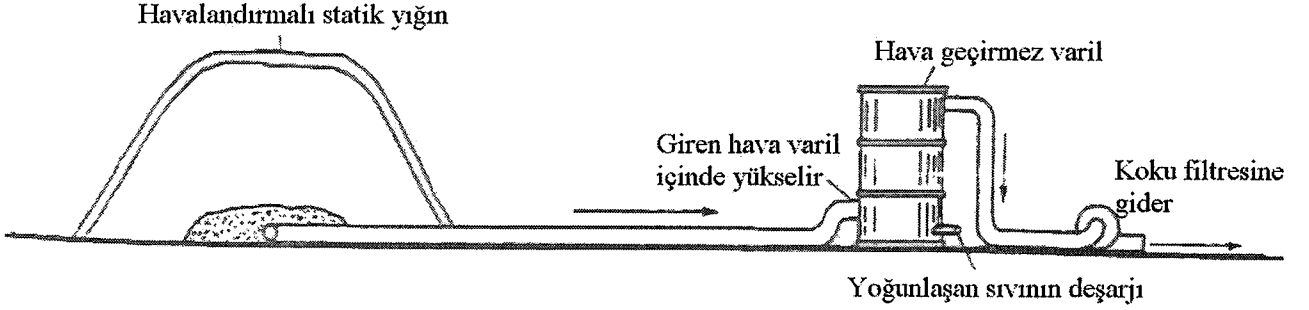 Havalandırmalı statik yığın
Hava geçirmez varil
Giren hava varil
içinde yükselir
Koku filtresine
gider
Yoğunlaşan sıvının deşarjı